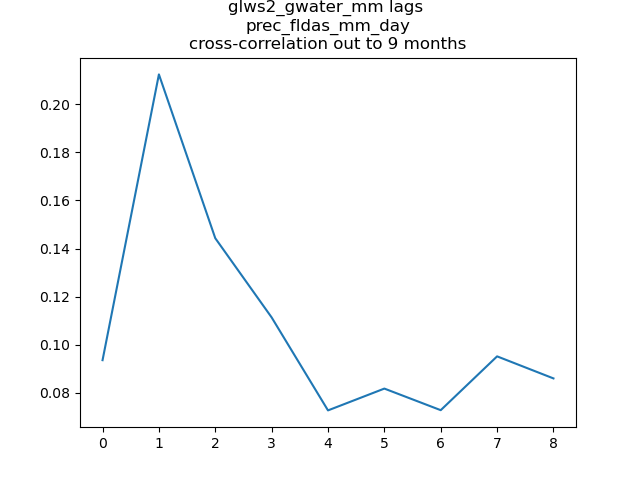 glws2_gwater_mm lags
prec_fldas_mm_day
cross-correlation out to 9 months
0.20
0.18
0.16
0.14
0.12
0.10
0.08
0 1 2 3 4 5 6 7 8